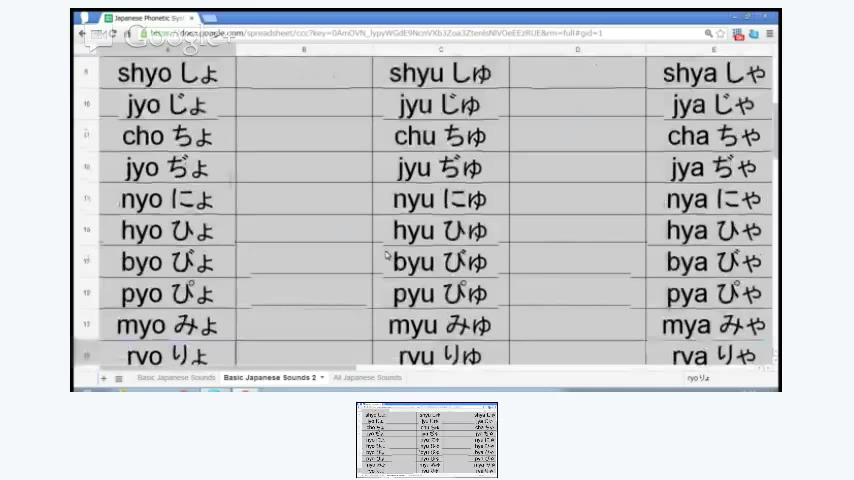 Japanese Phonetic Sys
Google+
shyo しょ shyu しゅ shya しゃ
jyo じょ jyu じゅ jya じゃ
cho ちょ chu ちゅ cha ちゃ
jyo ぢょ jyu ぢゅ jya ぢゃ
nyo にょ nyu にゅ nya にゃ
hyo ひょ hyu ひゅ hya ひゃ
byo びょ byu びゅ bya びゃ
pyo ぴょ pyu ぴゅ pya ぴゃ
myo みょ myu みゅ mya みゃ
ryo りょ ryu りゅ rya りゃ
Basic Japanese Sounds Basic Japanese Sounds 2 All Japanese Sounds ryo りょ